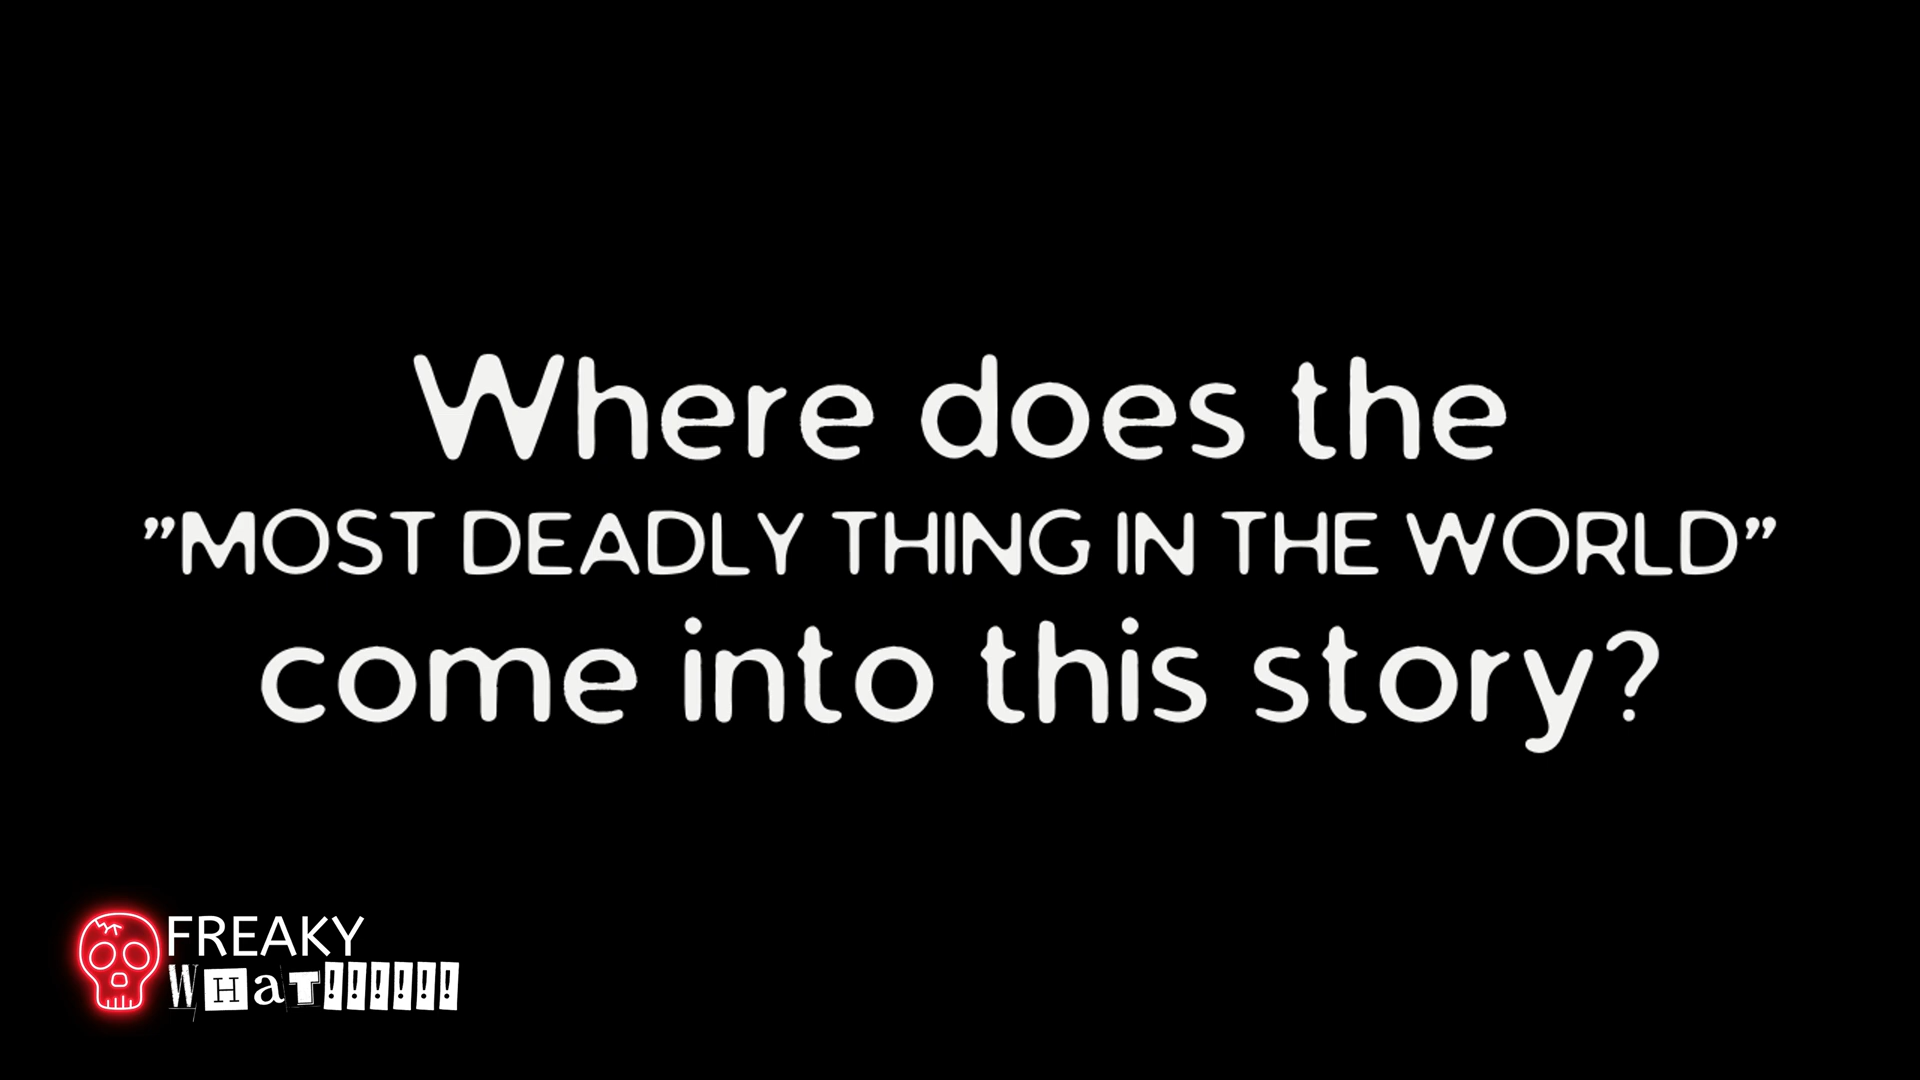 Where does the
”MOST DEADLY THING IN THE WORLD”
come into this story?
FREAKY
WHaT!!!!!!